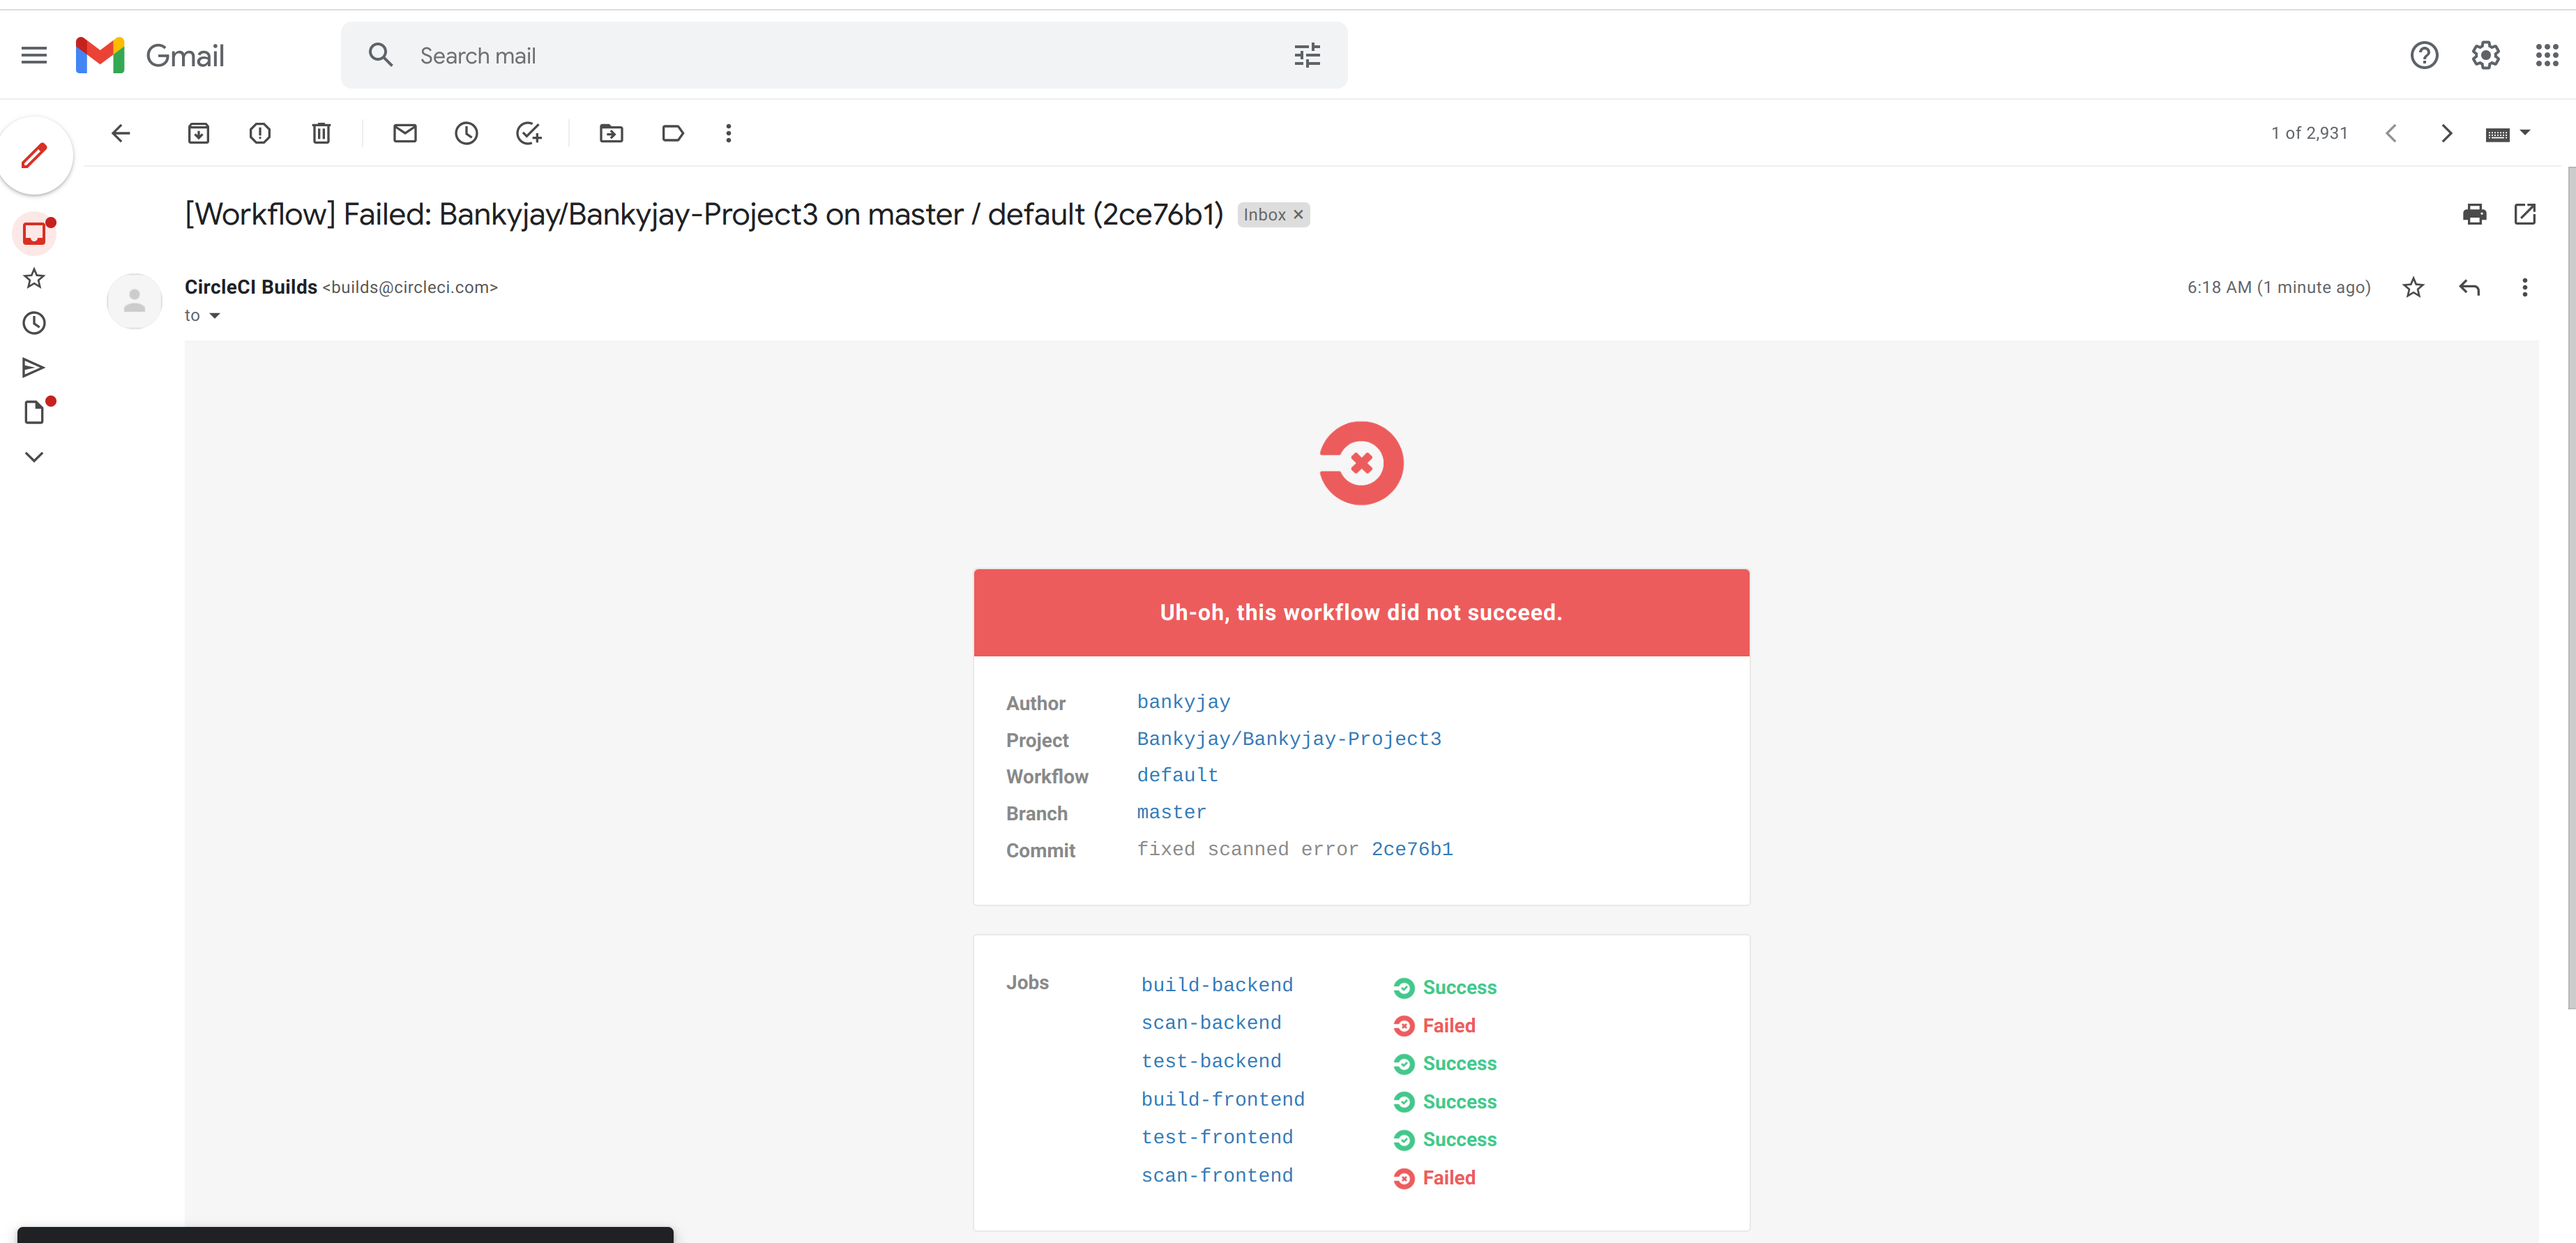 Gmail
Search mail
1 of 2,931
[Workflow] Failed: Bankyjay/Bankyjay-Project3 on master / default (2ce76b1) Inbox ×
CircleCI Builds <builds@circleci.com>
6:18 AM (1 minute ago)
to
Uh-oh, this workflow did not succeed.
Author bankyjay
Project Bankyjay/Bankyjay-Project3
Workflow default
Branch master
Commit fixed scanned error 2ce76b1
Jobs build-backend Success
scan-backend Failed
test-backend Success
build-frontend Success
test-frontend Success
scan-frontend Failed